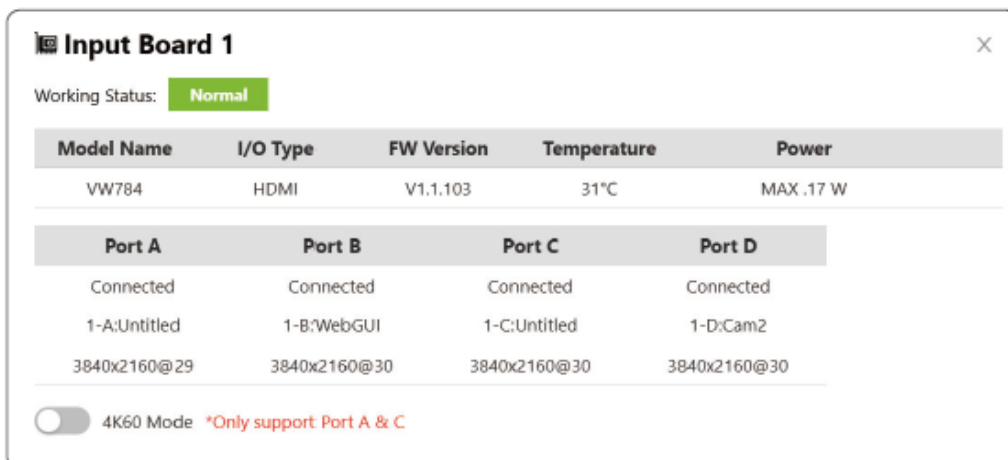 Input Board 1
Working Status: Normal
Model Name I/O Type FW Version Temperature Power
VW784 HDMI V1.1.103 31°C MAX .17 W
Port A Port B Port C Port D
Connected Connected Connected Connected
1-A:Untitled 1-B:WebGUI 1-C:Untitled 1-D:Cam2
3840x2160@29 3840x2160@30 3840x2160@30 3840x2160@30
4K60 Mode *Only support Port A & C